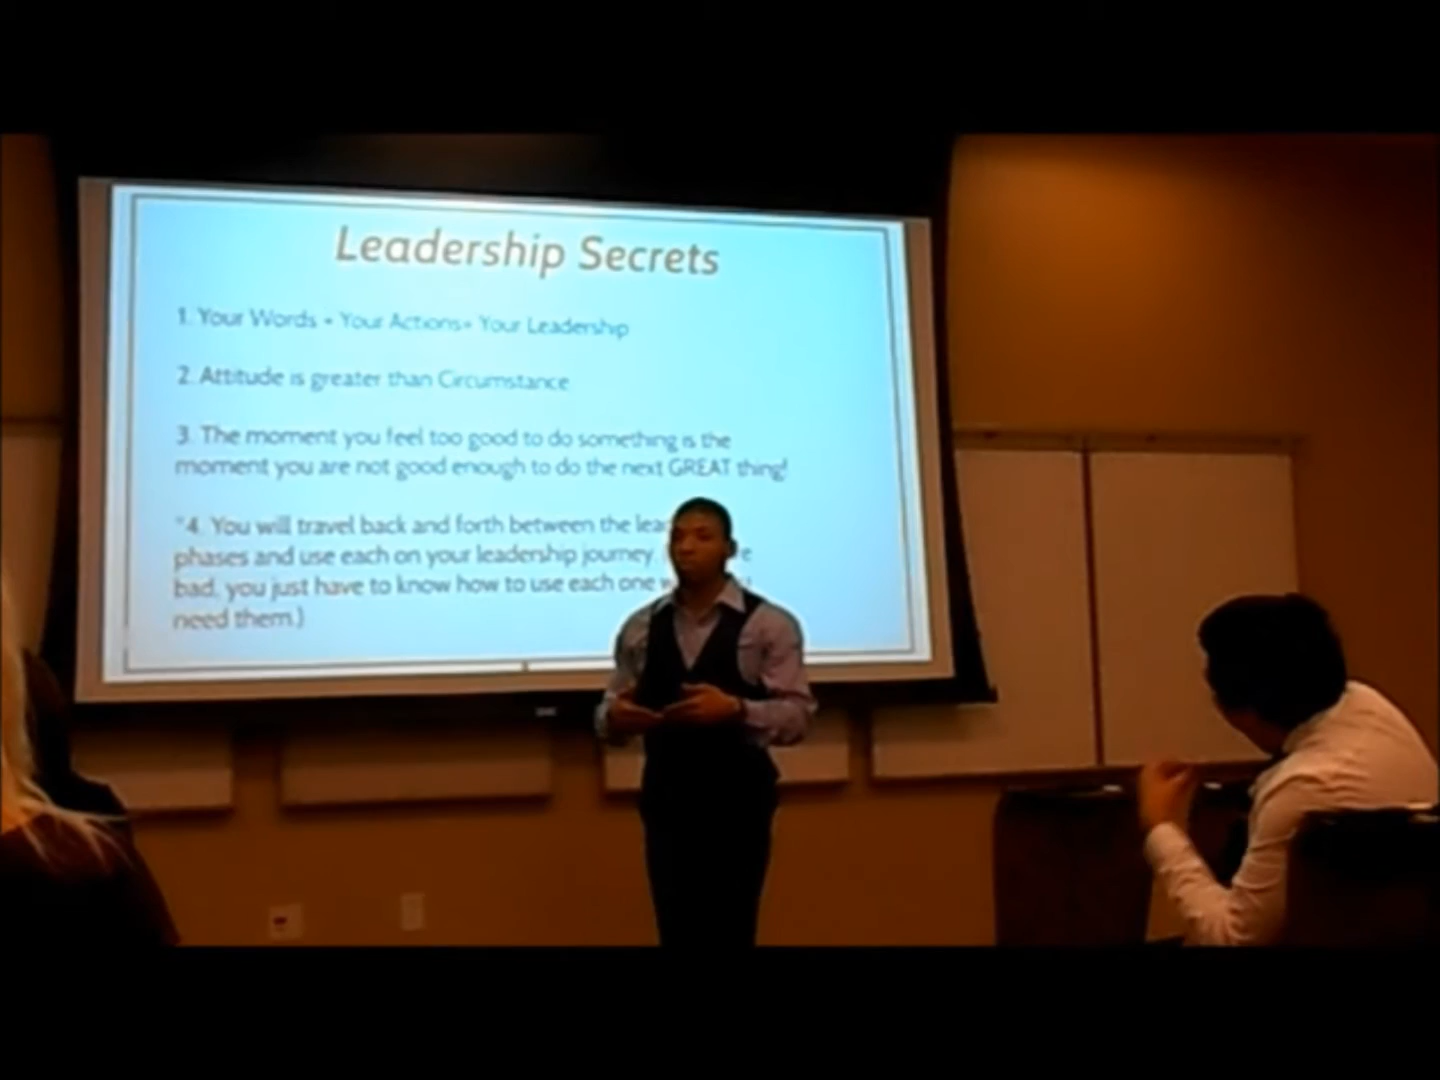 Leadership Secrets
1. Your Words + Your Actions= Your Leadership
2. Attitude is greater than Circumstance
3. The moment you feel too good to do something is the
moment you are not good enough to do the next GREAT thing!
*4. You will travel back and forth between the
phases and use each on your leadership journey.
bad, you just have to know how to use each one
need them.)